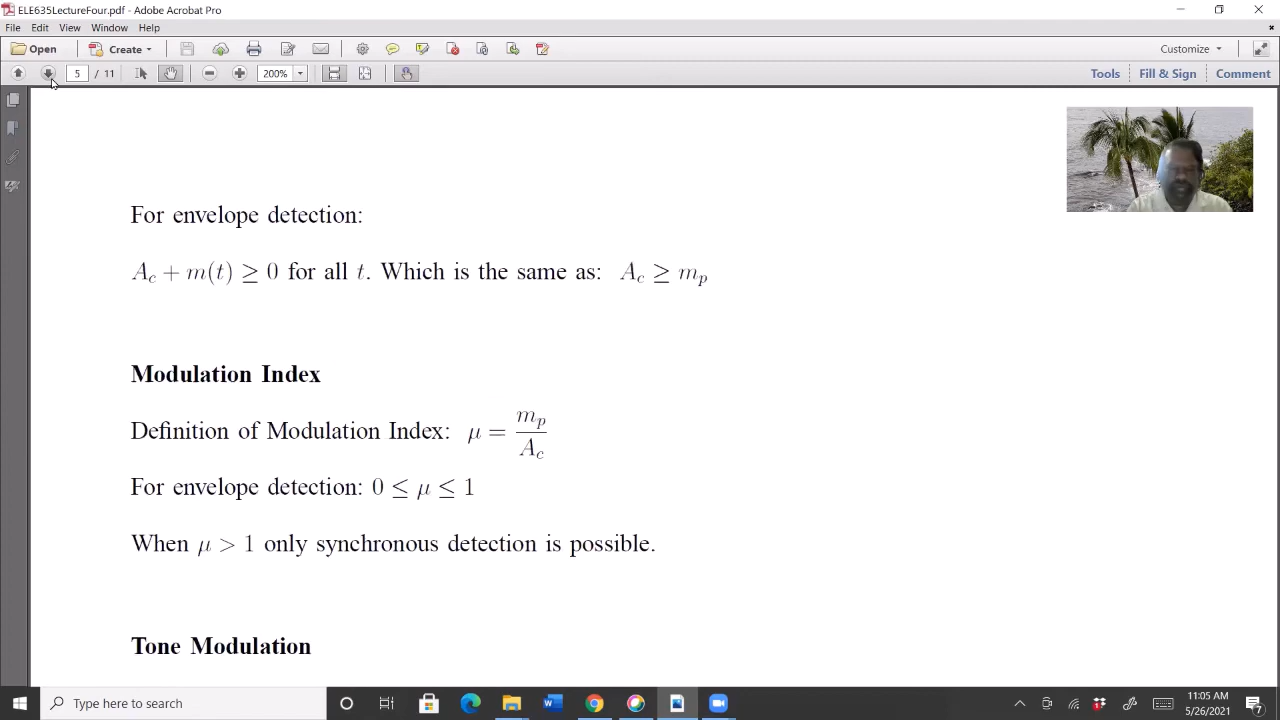 ELE635LectureFour.pdf - Adobe Acrobat Pro
File Edit View Window Help
Open Create Customize
5 / 11 200% Tools Fill & Sign Comment
For envelope detection:
A_c + m(t) ≥ 0 for all t. Which is the same as: A_c ≥ m_p
Modulation Index
Definition of Modulation Index: μ = m_p / A_c
For envelope detection: 0 ≤ μ ≤ 1
When μ > 1 only synchronous detection is possible.
Tone Modulation
Type here to search
11:05 AM
5/26/2021
7